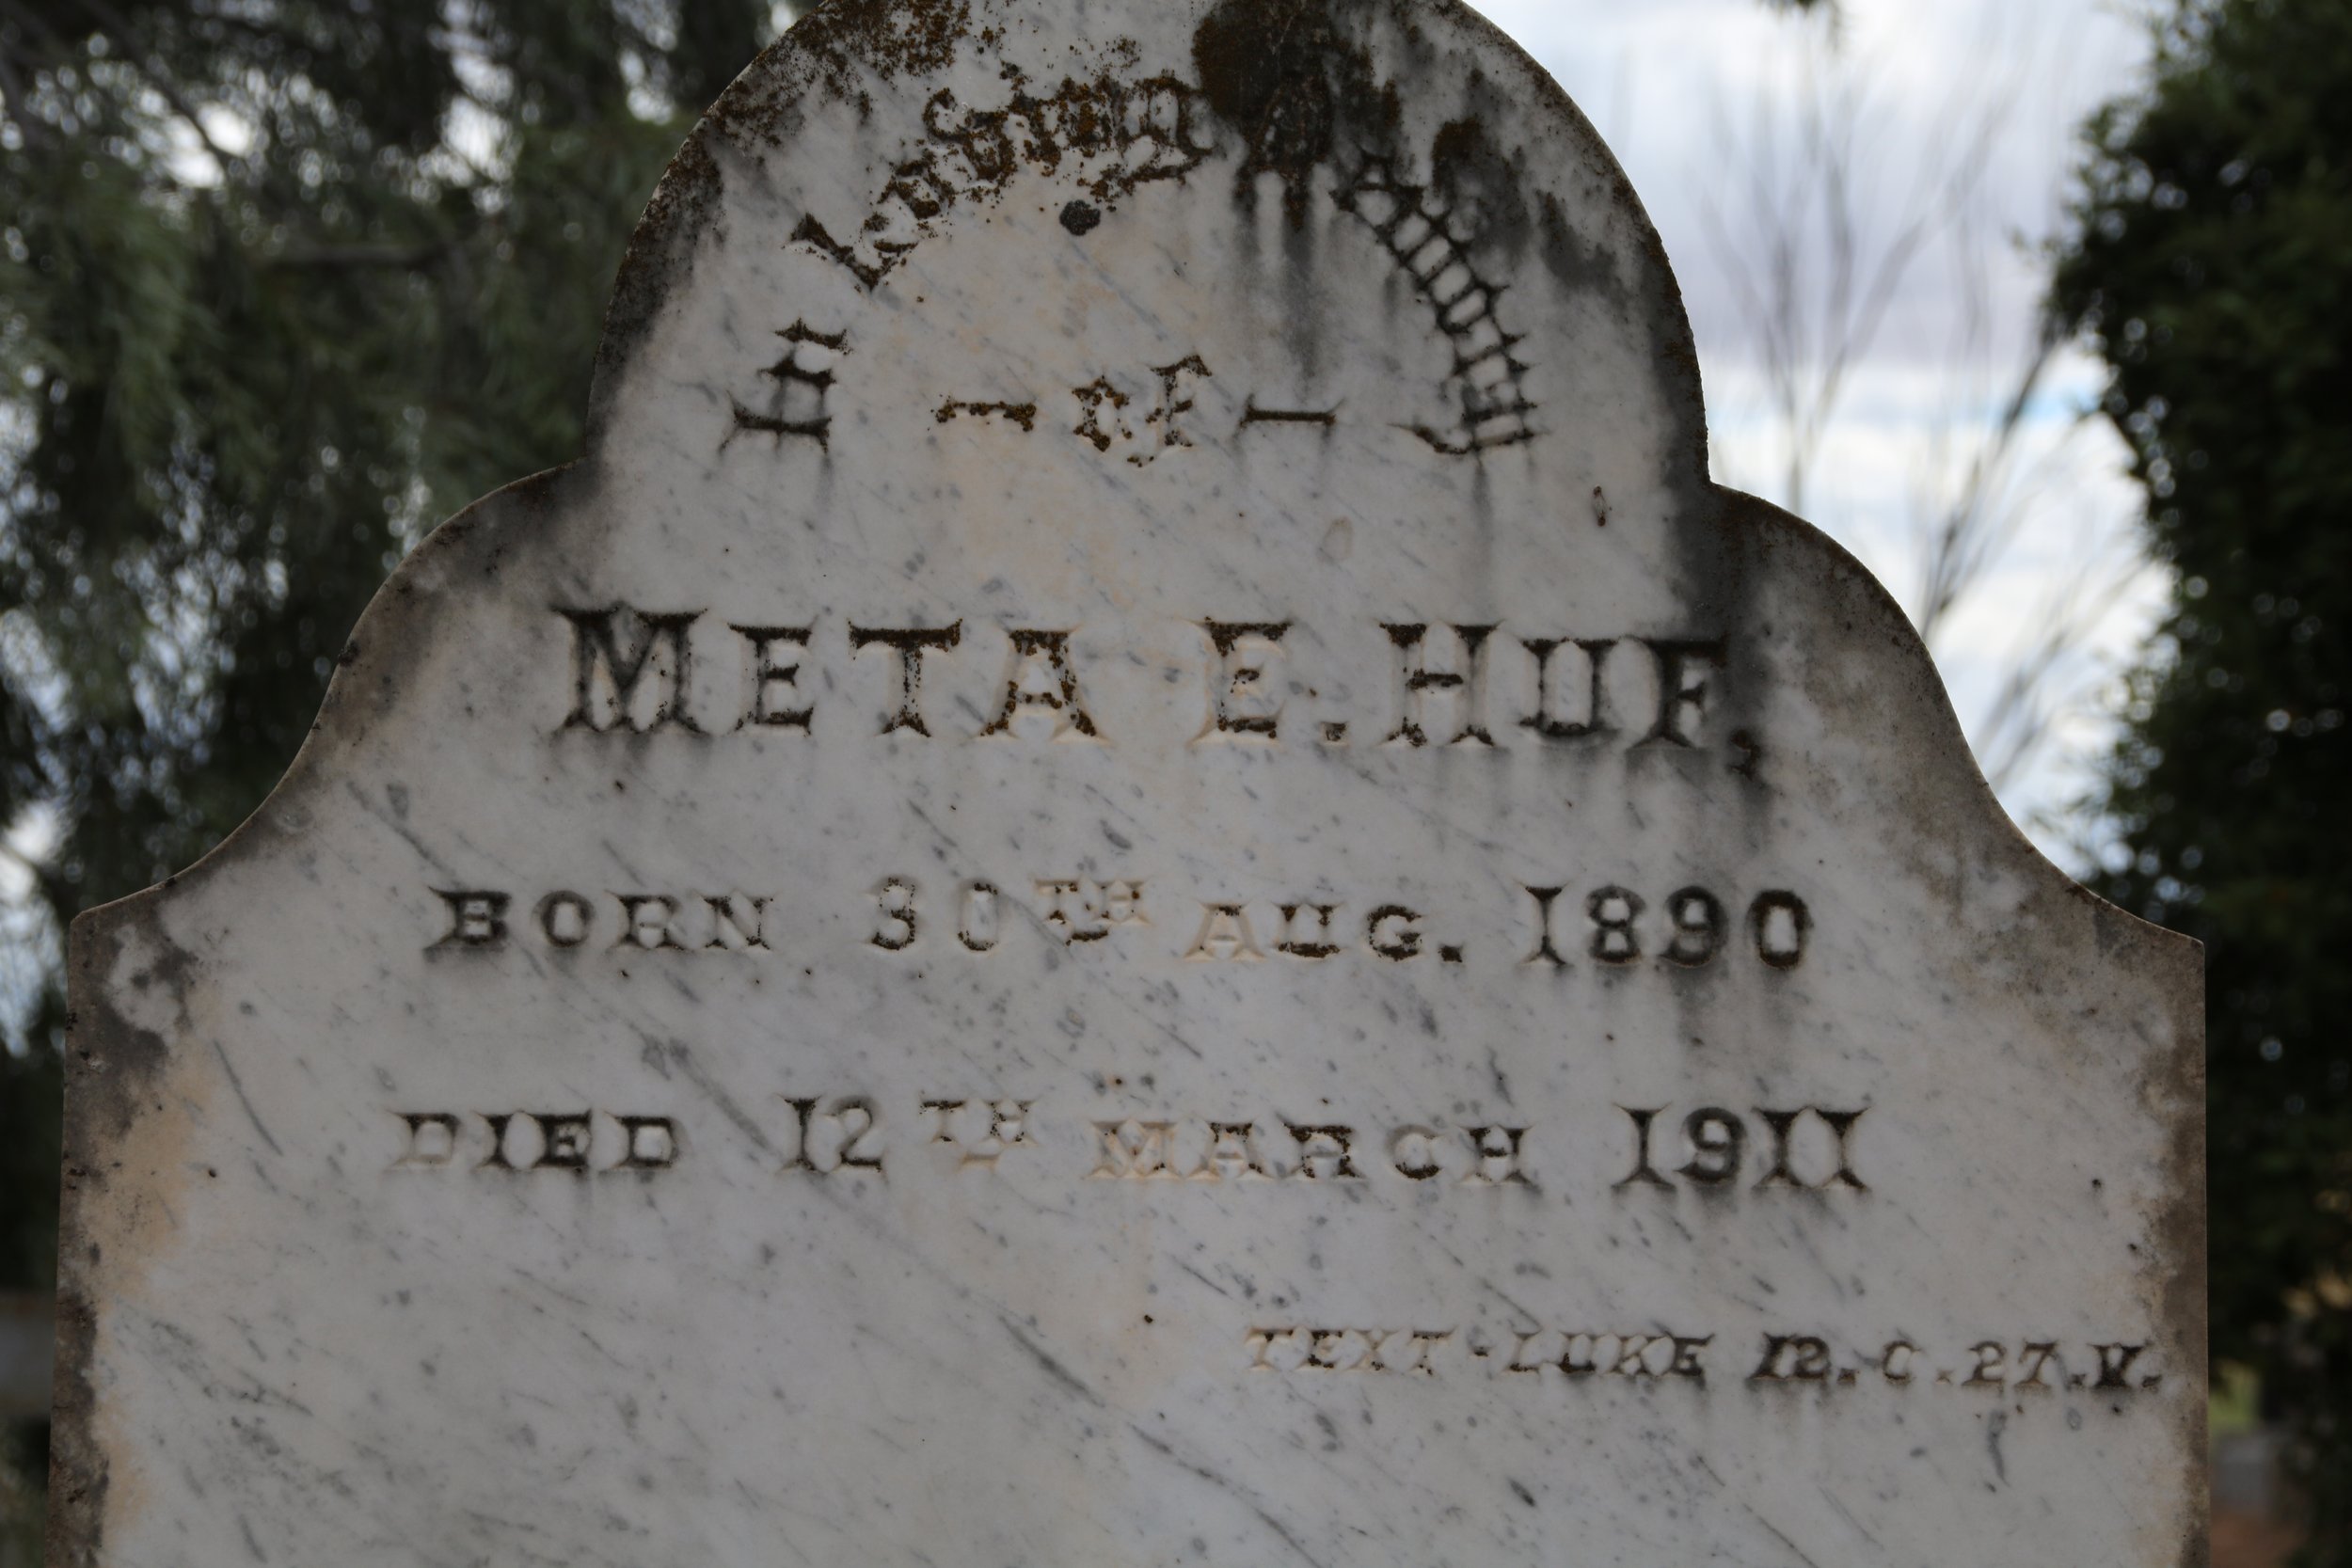 In Loving Memory
— of —
META E. HUF,
BORN 30TH AUG. 1890
DIED 12TH MARCH 1911
TEXT-LUKE 12.C.27.V.